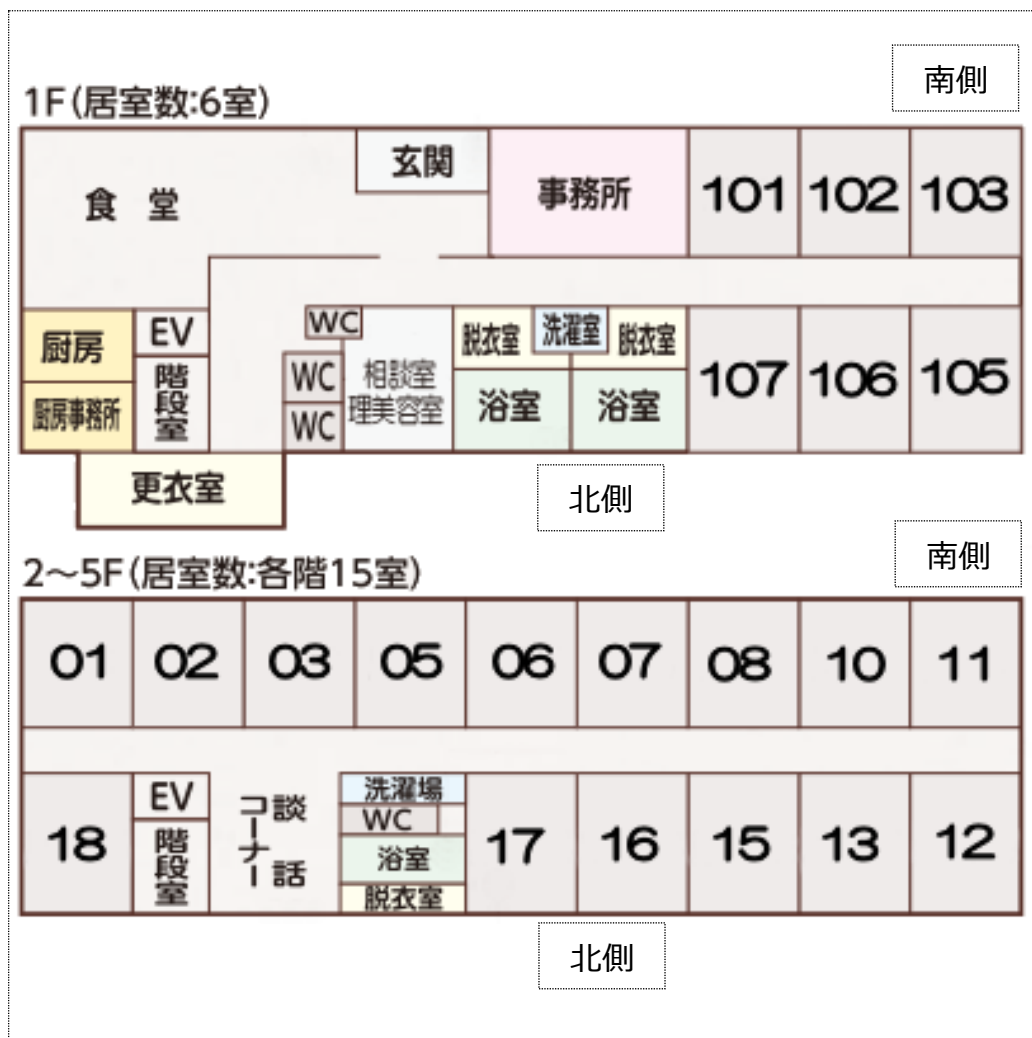 南側
1F(居室数:6室)
食堂
玄関
事務所
101
102
103
厨房
厨房事務所
EV
階段室
WC
WC
WC
相談室
理美容室
脱衣室
洗濯室
脱衣室
浴室
浴室
107
106
105
更衣室
北側
南側
2~5F(居室数:各階15室)
01
02
03
05
06
07
08
10
11
18
EV
階段室
談話
コーナー
洗濯場
WC
浴室
脱衣室
17
16
15
13
12
北側